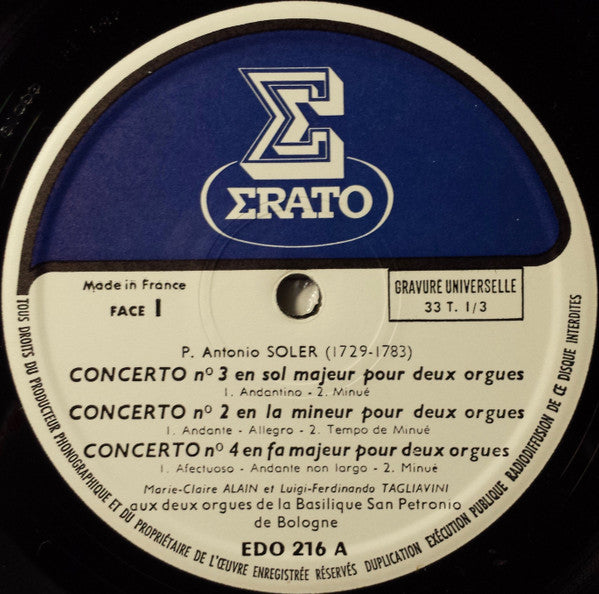 ΣRATO
Made in France
FACE 1
GRAVURE UNIVERSELLE
33 T. 1/3
P. Antonio SOLER (1729-1783)
CONCERTO nº 3 en sol majeur pour deux orgues
1. Andantino - 2. Minué
CONCERTO nº 2 en la mineur pour deux orgues
1. Andante - Allegro - 2. Tempo de Minué
CONCERTO nº 4 en fa majeur pour deux orgues
1. Afectuoso - Andante non largo - 2. Minué
Marie-Claire ALAIN et Luigi-Ferdinando TAGLIAVINI
aux deux orgues de la Basilique San Petronio
de Bologne
EDO 216 A
TOUS DROITS DU PRODUCTEUR PHONOGRAPHIQUE ET DU PROPRIÉTAIRE DE L'ŒUVRE ENREGISTRÉE RÉSERVÉS DUPLICATION EXÉCUTION PUBLIQUE RADIODIFFUSION DE CE DISQUE INTERDITES